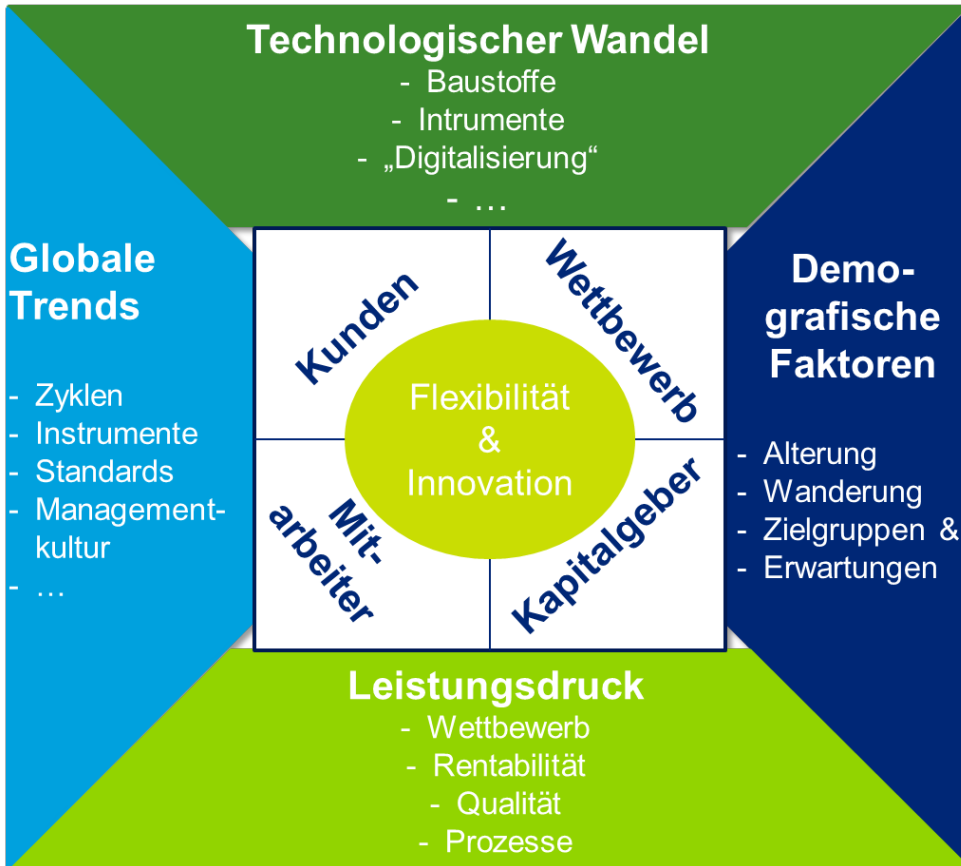 Technologischer Wandel
- Baustoffe
- Intrumente
- „Digitalisierung“
- …
Globale
Trends
- Zyklen
- Instrumente
- Standards
- Management-
kultur
- …
Kunden
Wettbewerb
Flexibilität
&
Innovation
Mit-
arbeiter
Kapitalgeber
Demo-
grafische
Faktoren
- Alterung
- Wanderung
- Zielgruppen &
- Erwartungen
Leistungsdruck
- Wettbewerb
- Rentabilität
- Qualität
- Prozesse